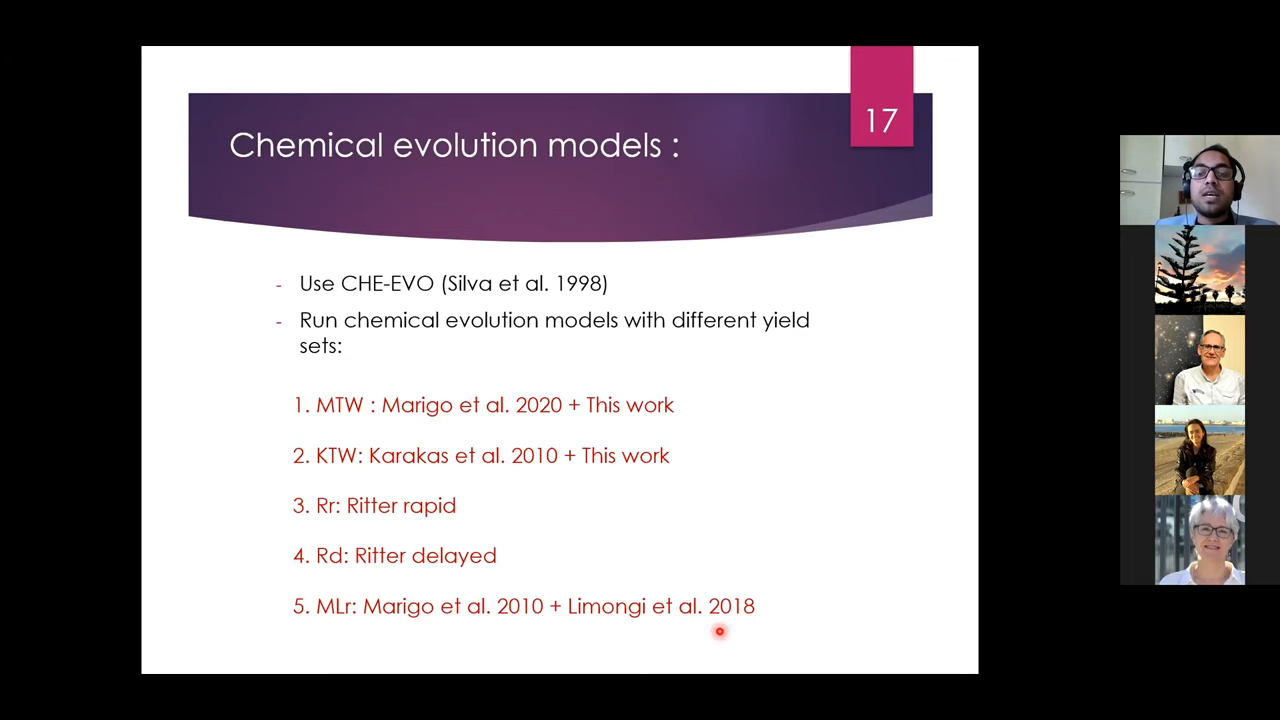 17
Chemical evolution models :
- Use CHE-EVO (Silva et al. 1998)
- Run chemical evolution models with different yield
sets:
1. MTW : Marigo et al. 2020 + This work
2. KTW: Karakas et al. 2010 + This work
3. Rr: Ritter rapid
4. Rd: Ritter delayed
5. MLr: Marigo et al. 2010 + Limongi et al. 2018